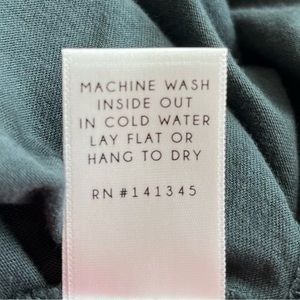 MACHINE WASH
INSIDE OUT
IN COLD WATER
LAY FLAT OR
HANG TO DRY
RN #141345